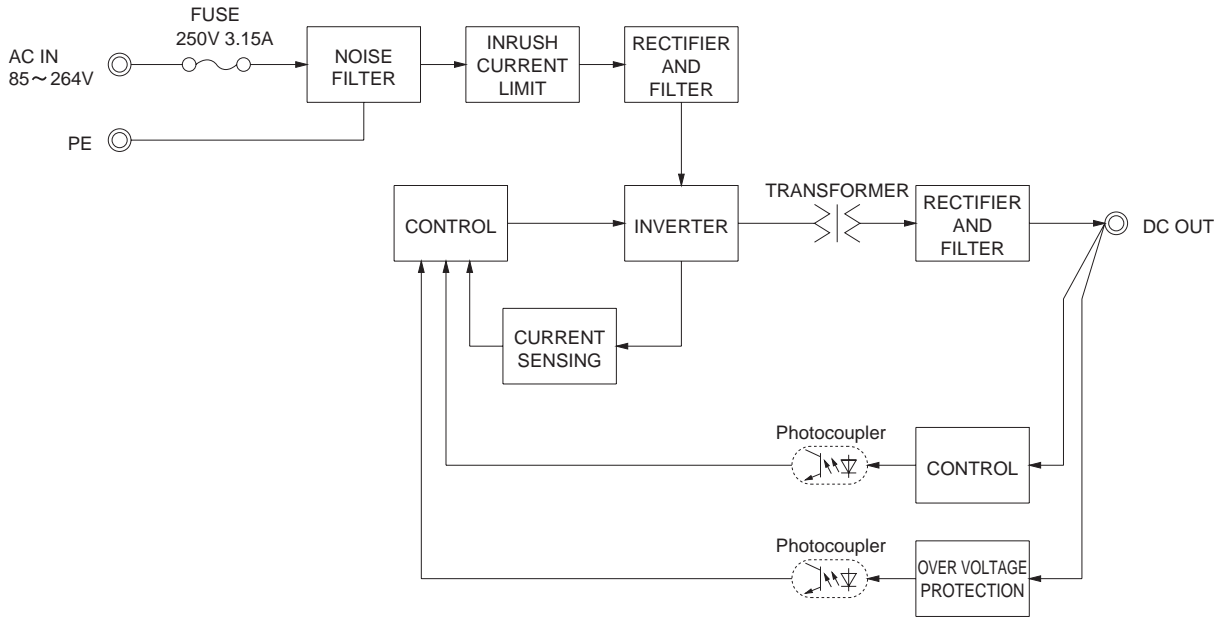 FUSE
250V 3.15A
AC IN
85～264V
PE
NOISE
FILTER
INRUSH
CURRENT
LIMIT
RECTIFIER
AND
FILTER
CONTROL
INVERTER
TRANSFORMER
RECTIFIER
AND
FILTER
DC OUT
CURRENT
SENSING
Photocoupler
CONTROL
Photocoupler
OVER VOLTAGE
PROTECTION